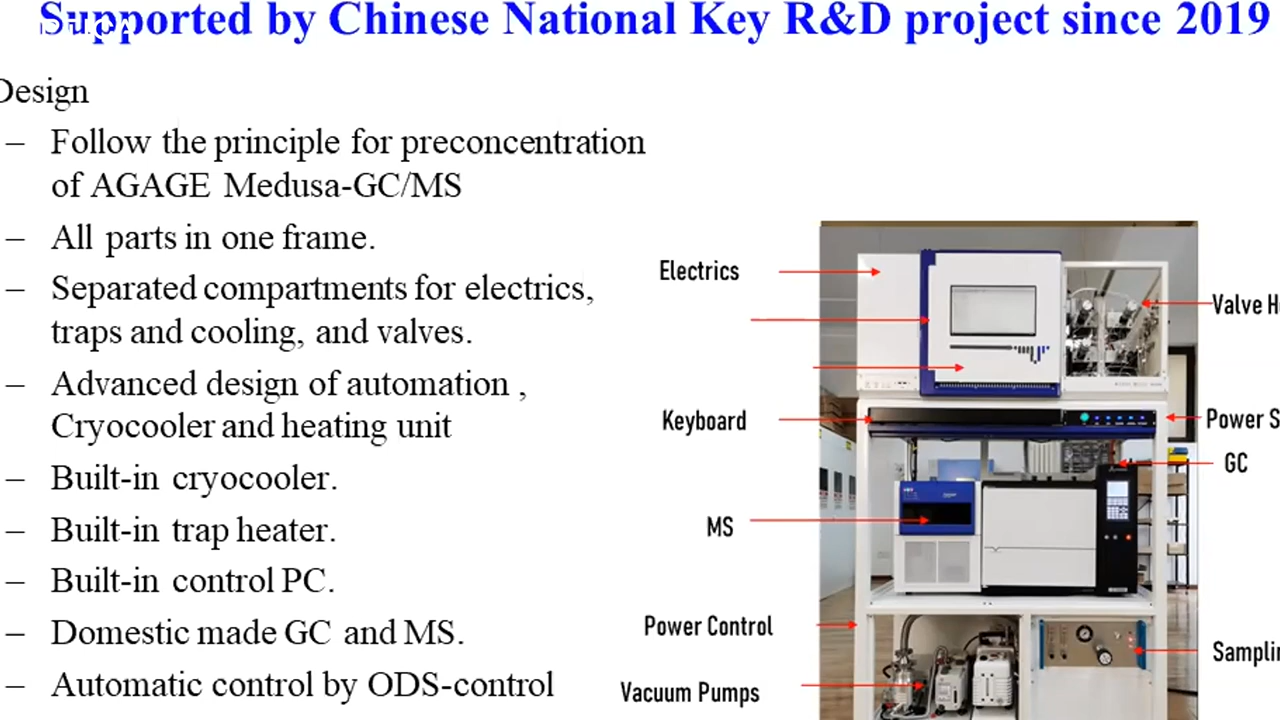 Supported by Chinese National Key R&D project since 2019
Design
– Follow the principle for preconcentration
of AGAGE Medusa-GC/MS
– All parts in one frame.
– Separated compartments for electrics,
traps and cooling, and valves.
– Advanced design of automation ,
Cryocooler and heating unit
– Built-in cryocooler.
– Built-in trap heater.
– Built-in control PC.
– Domestic made GC and MS.
– Automatic control by ODS-control
Electrics
Valve
Keyboard
Power
GC
MS
Power Control
Vacuum Pumps